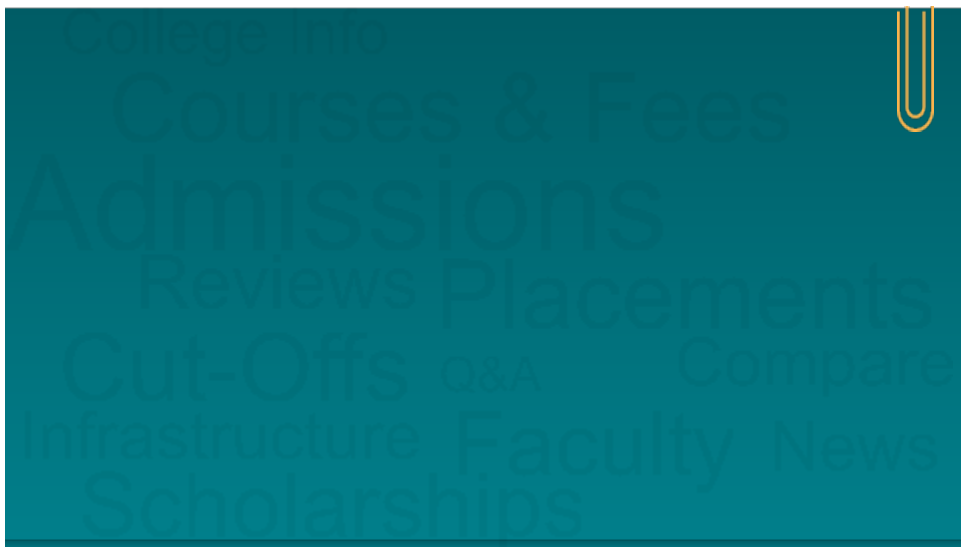 College Info
Courses & Fees
Admissions
Reviews Placements
Cut-Offs Q&A Compare
Infrastructure Faculty News
Scholarships